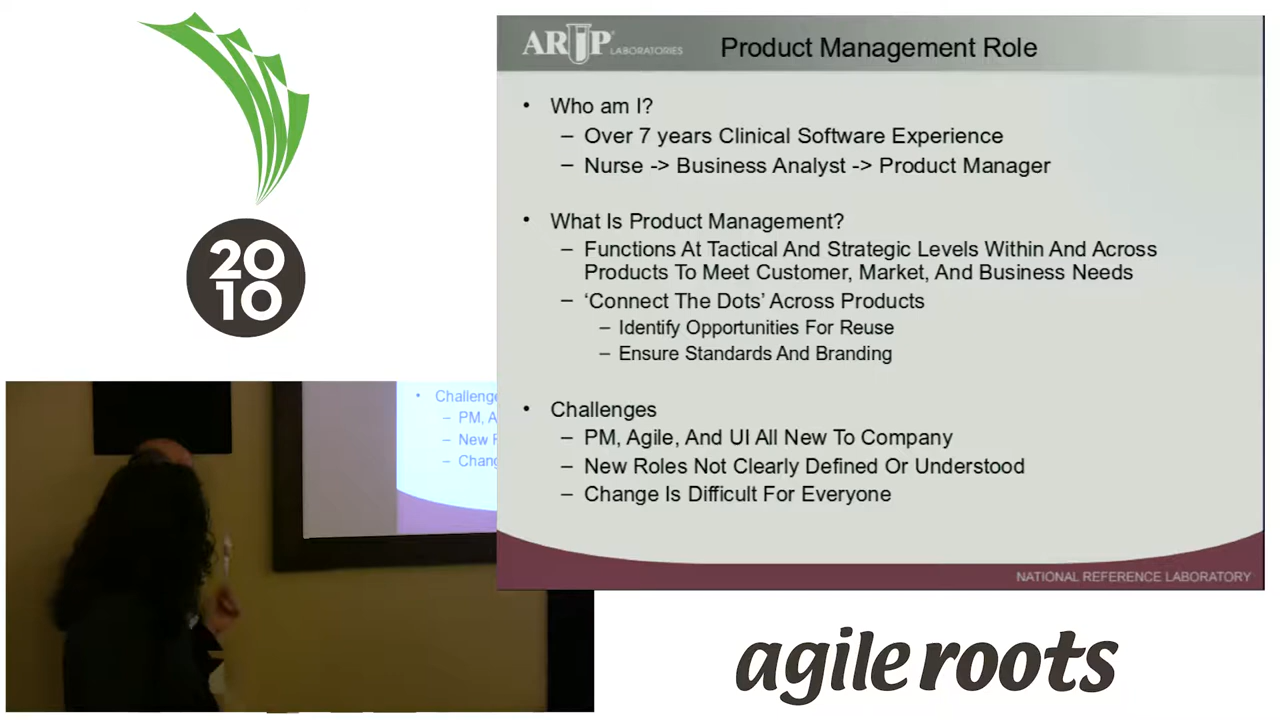 20
10
ARUP LABORATORIES
Product Management Role
• Who am I?
– Over 7 years Clinical Software Experience
– Nurse -> Business Analyst -> Product Manager
• What Is Product Management?
– Functions At Tactical And Strategic Levels Within And Across
Products To Meet Customer, Market, And Business Needs
– ‘Connect The Dots’ Across Products
– Identify Opportunities For Reuse
– Ensure Standards And Branding
• Challenges
– PM, Agile, And UI All New To Company
– New Roles Not Clearly Defined Or Understood
– Change Is Difficult For Everyone
NATIONAL REFERENCE LABORATORY
• Challenge
– PM, A
– New
– Chang
agile roots